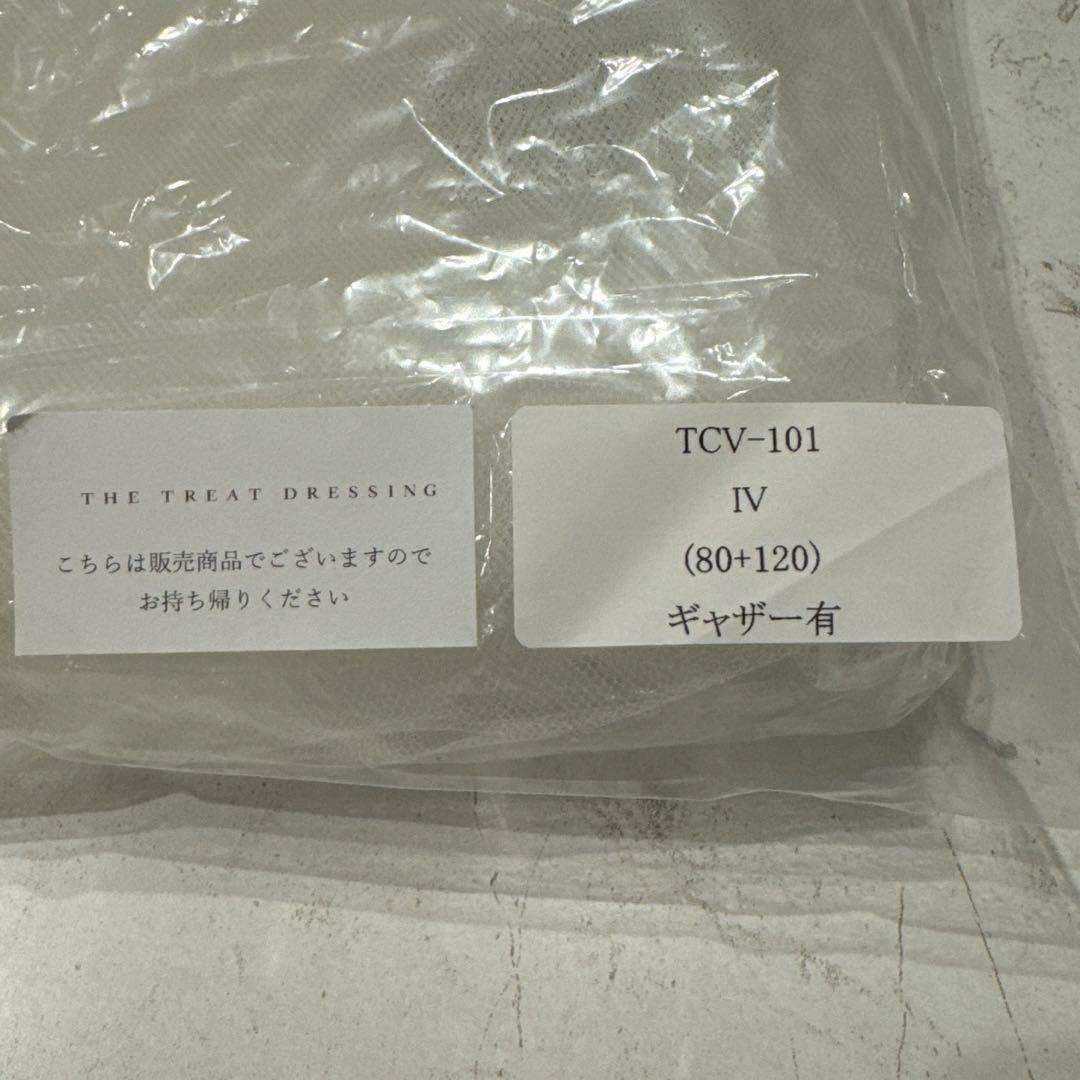 THE TREAT DRESSING
こちらは販売商品でございますので
お持ち帰りください
TCV-101
IV
(80+120)
ギャザー有